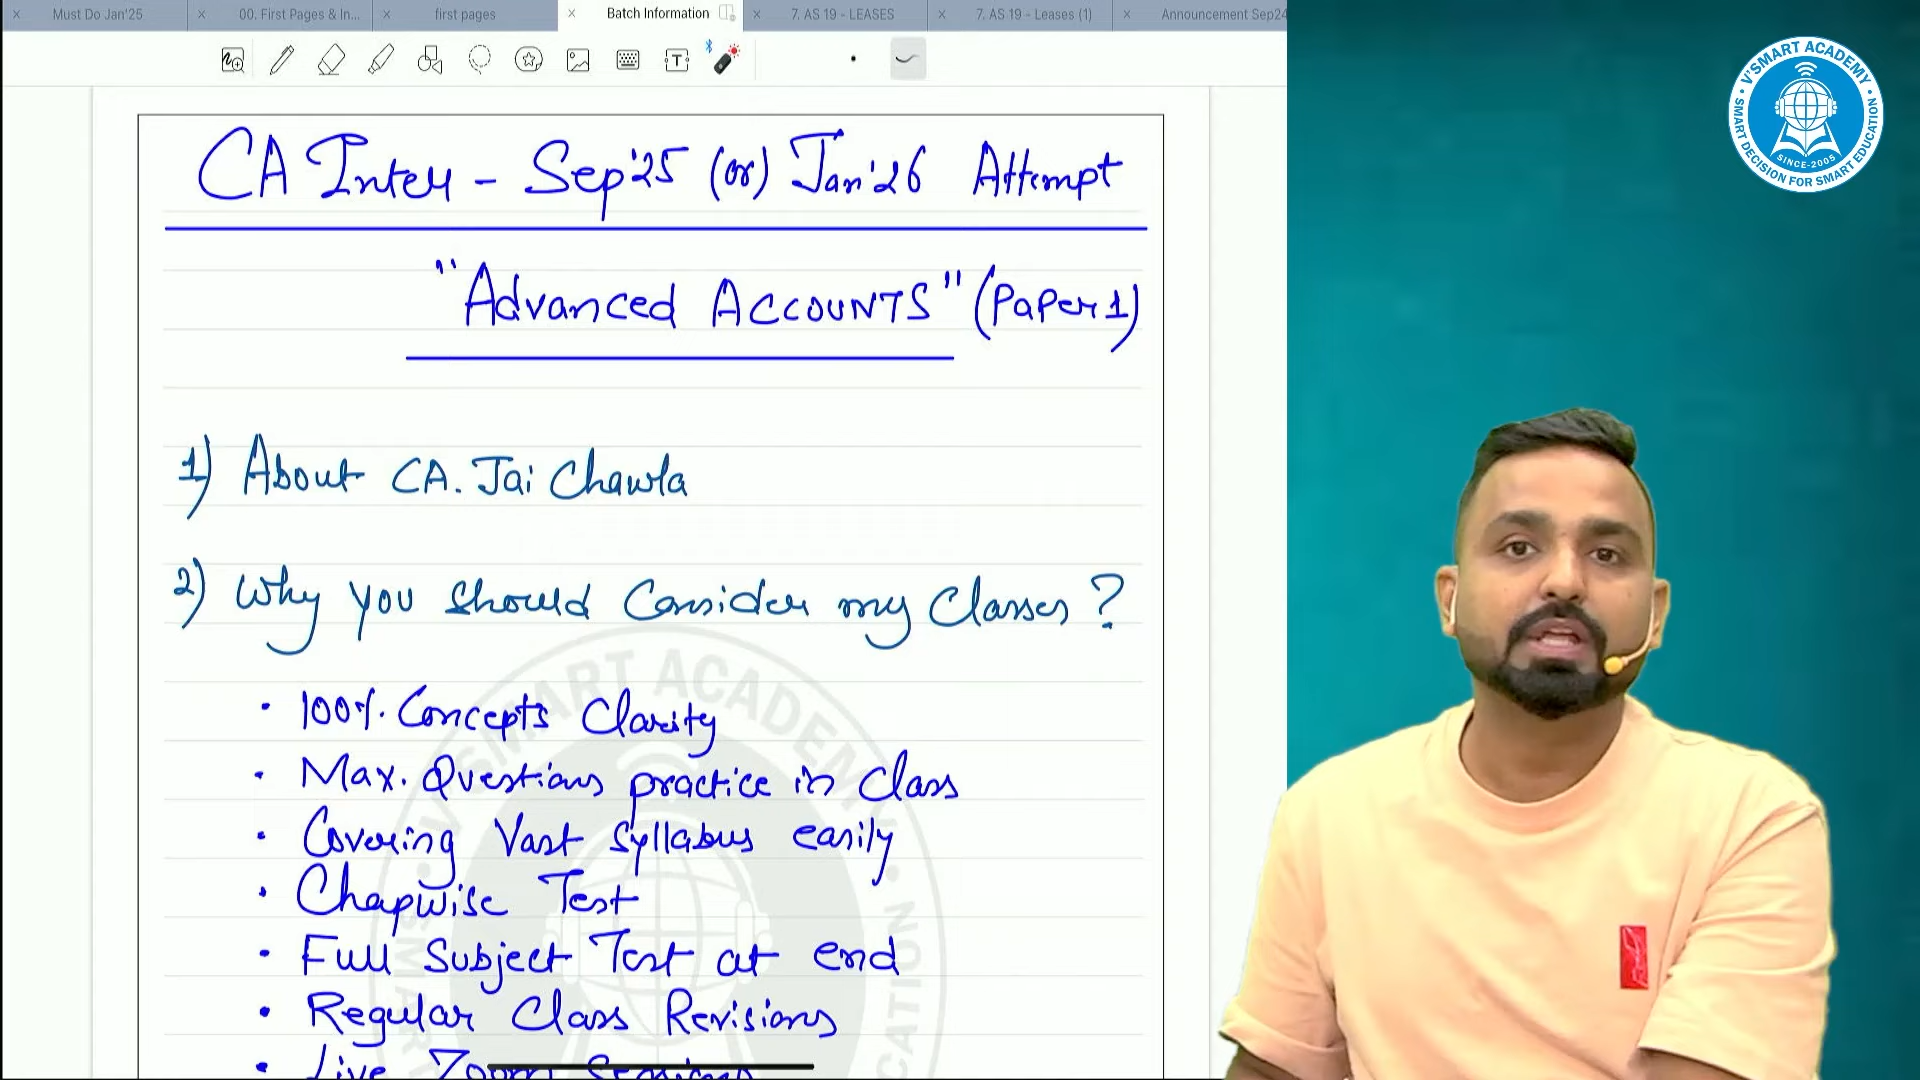 Must Do Jan'25
00. First Pages & In...
first pages
Batch Information
7. AS 19 - LEASES
7. AS 19 - Leases (1)
Announcement Sep24
CA Inter - Sep'25 (or) Jan'26 Attempt
"Advanced ACCOUNTS" (Paper 1)
1) About CA. Jai Chawla
2) Why you should Consider my Classes ?
• 100% Concepts Clarity
• Max. Questions practice in Class
• Covering Vast Syllabus easily
• Chapwise Test
• Full Subject Test at end
• Regular Class Revisions
• Live Zoom Sessions
V'SMART ACADEMY
SMART DECISION FOR SMART EDUCATION
SINCE-2005